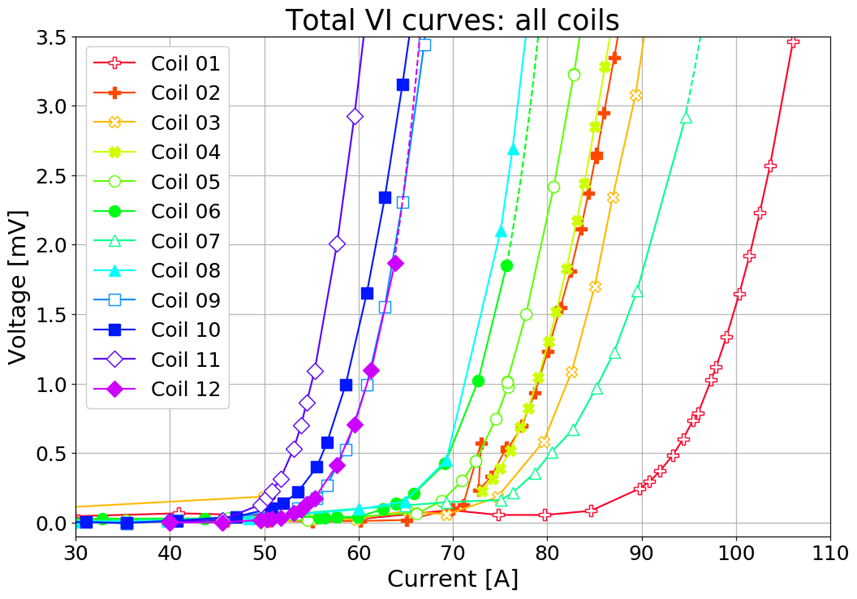 Total VI curves: all coils
3.5
3.0
2.5
2.0
1.5
1.0
0.5
0.0
Voltage [mV]
Coil 01
Coil 02
Coil 03
Coil 04
Coil 05
Coil 06
Coil 07
Coil 08
Coil 09
Coil 10
Coil 11
Coil 12
30 40 50 60 70 80 90 100 110
Current [A]